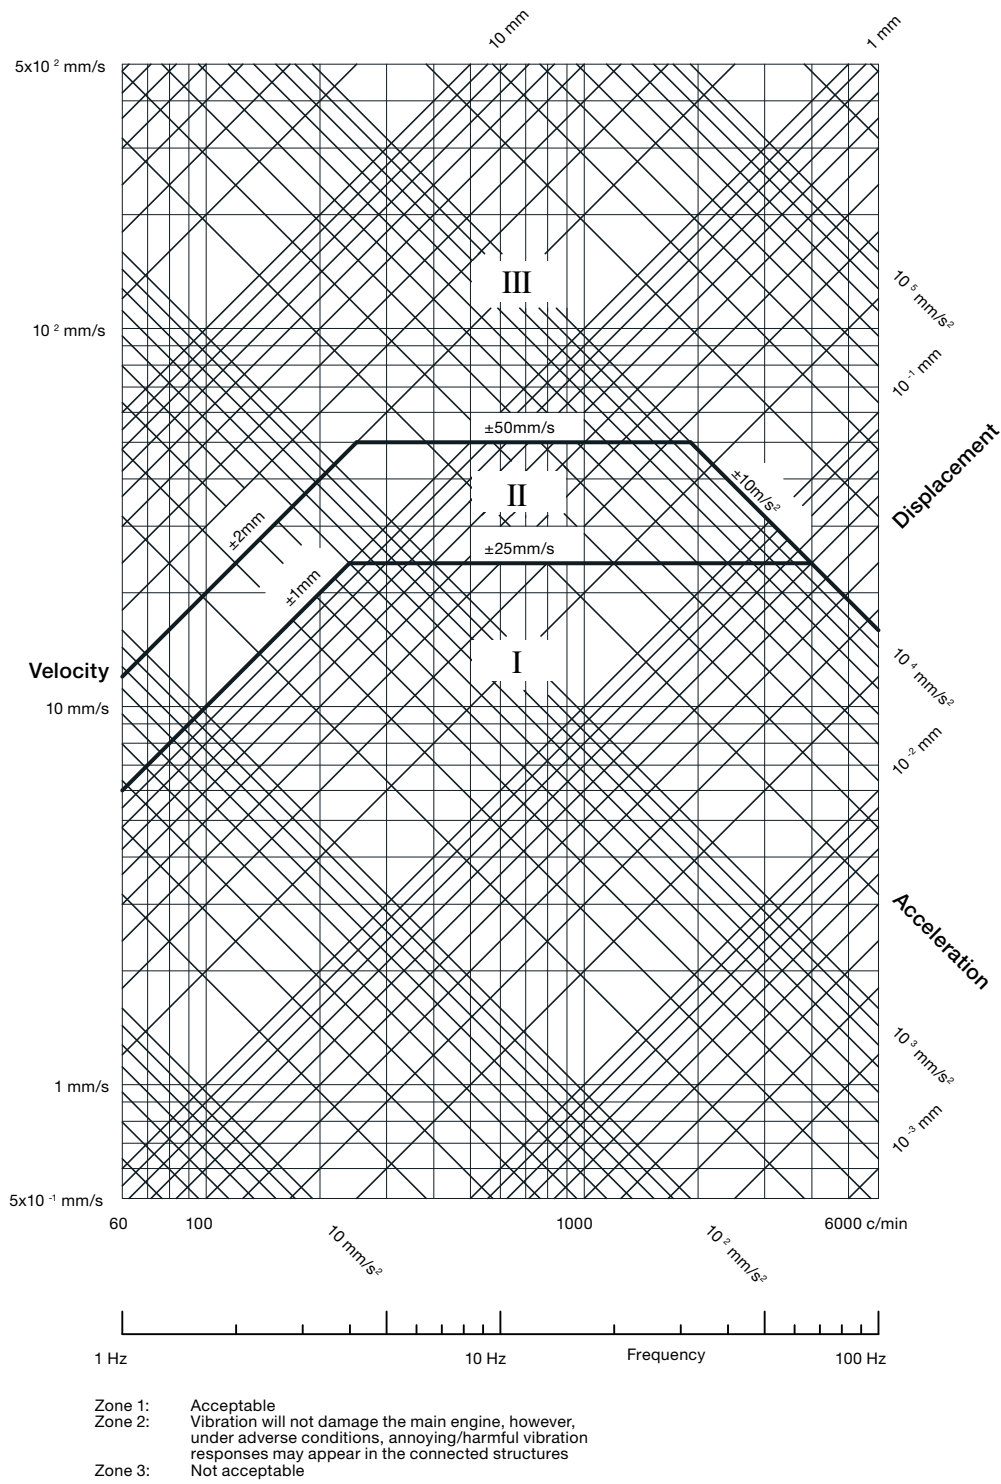 10 mm
1 mm
5x10 ² mm/s
III
10 ⁵ mm/s²
10 ² mm/s
10 ⁻¹ mm
±50mm/s
Displacement
±10m/s²
II
±2mm
±25mm/s
±1mm
I
Velocity
10 ⁴ mm/s²
10 mm/s
10 ⁻² mm
Acceleration
10 ³ mm/s²
1 mm/s
10 ⁻³ mm
5x10 ⁻¹ mm/s
60 100 1000 6000 c/min
10 mm/s²
10 ² mm/s²
1 Hz 10 Hz Frequency 100 Hz
Zone 1: Acceptable
Zone 2: Vibration will not damage the main engine, however,
under adverse conditions, annoying/harmful vibration
responses may appear in the connected structures
Zone 3: Not acceptable